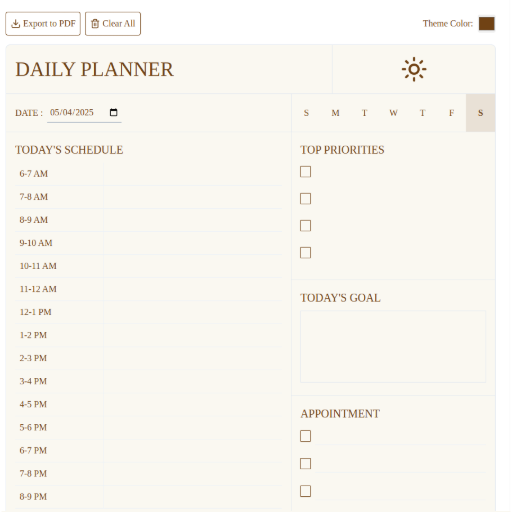 Export to PDF
Clear All
Theme Color:
DAILY PLANNER
DATE :
05/04/2025
S M T W T F S
TODAY'S SCHEDULE
6-7 AM
7-8 AM
8-9 AM
9-10 AM
10-11 AM
11-12 AM
12-1 PM
1-2 PM
2-3 PM
3-4 PM
4-5 PM
5-6 PM
6-7 PM
7-8 PM
8-9 PM
TOP PRIORITIES
TODAY'S GOAL
APPOINTMENT